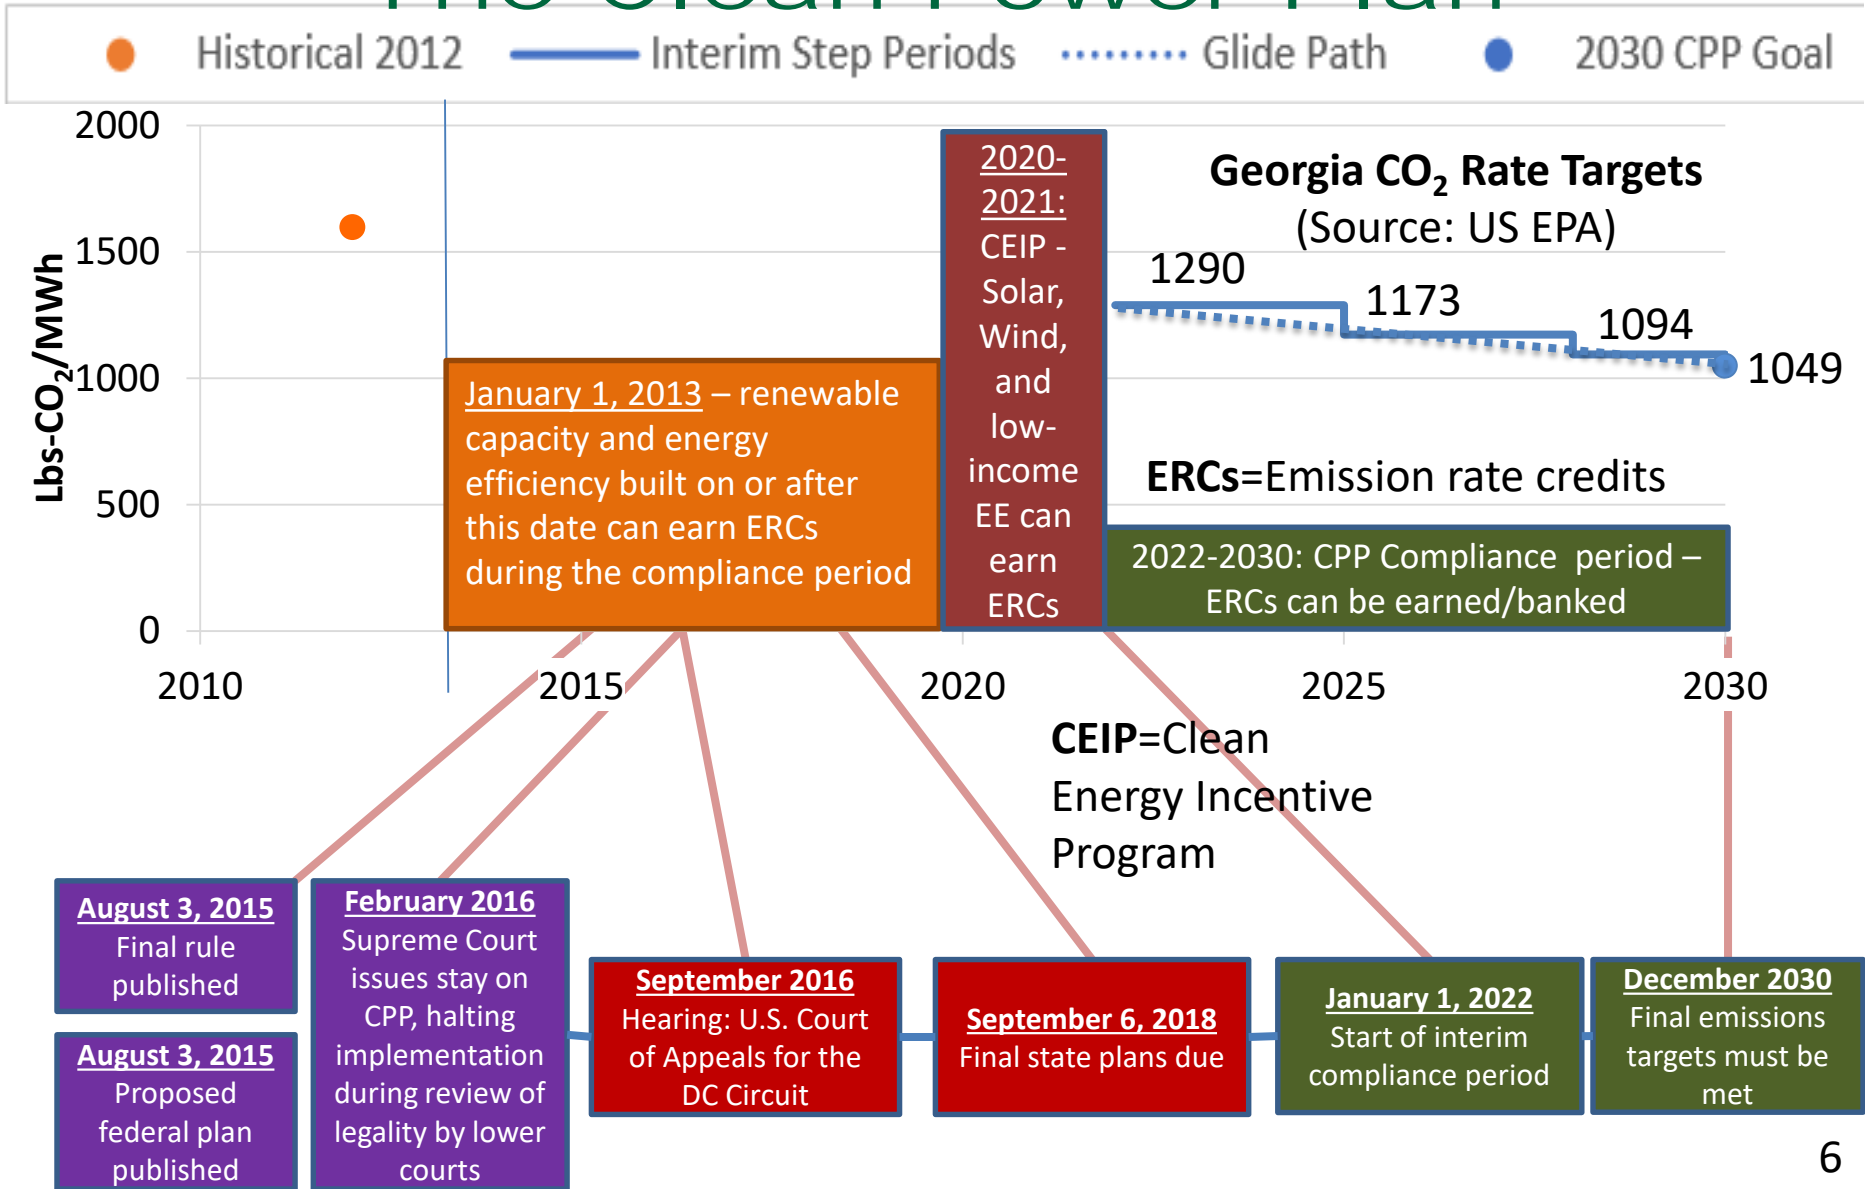 The Clean Power Plan
Historical 2012
Interim Step Periods
Glide Path
2030 CPP Goal
2000
1500
1000
500
0
Lbs-CO₂/MWh
2010
2015
2020
2025
2030
Georgia CO₂ Rate Targets
(Source: US EPA)
1290
1173
1094
1049
January 1, 2013 – renewable
capacity and energy
efficiency built on or after
this date can earn ERCs
during the compliance period
2020-
2021:
CEIP -
Solar,
Wind,
and
low-
income
EE can
earn
ERCs
ERCs=Emission rate credits
2022-2030: CPP Compliance period –
ERCs can be earned/banked
CEIP=Clean
Energy Incentive
Program
August 3, 2015
Final rule
published
August 3, 2015
Proposed
federal plan
published
February 2016
Supreme Court
issues stay on
CPP, halting
implementation
during review of
legality by lower
courts
September 2016
Hearing: U.S. Court
of Appeals for the
DC Circuit
September 6, 2018
Final state plans due
January 1, 2022
Start of interim
compliance period
December 2030
Final emissions
targets must be
met
6